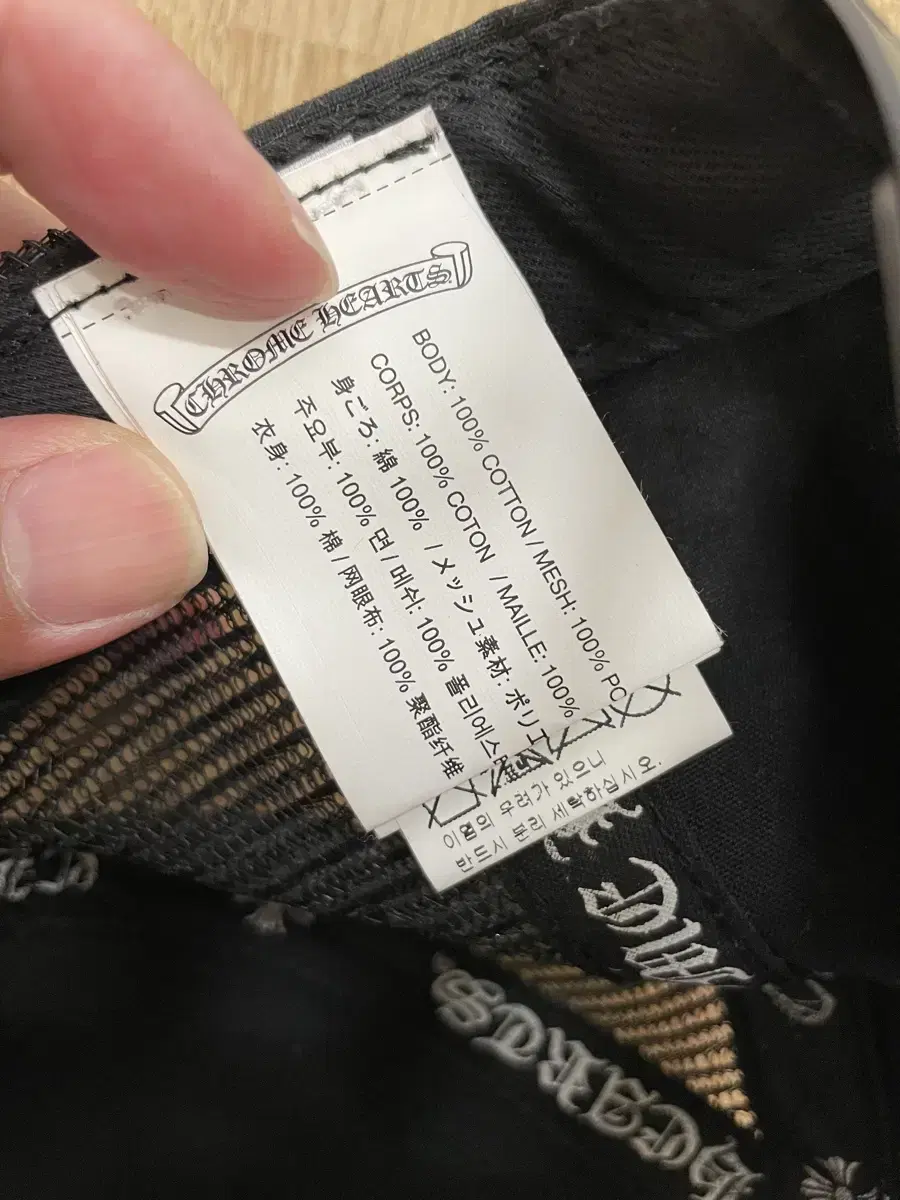 CHROME HEARTS
BODY: 100% COTTON / MESH: 100% PO
CORPS: 100% COTON / MAILLE: 100%
身ごろ: 綿 100% / メッシュ素材: ポリエ
주요부: 100% 면 / 메쉬: 100% 폴리에스
衣身: 100% 棉 / 网眼布: 100% 聚酯纤维
이염의 우려가 있으니
반드시 분리 세탁하십시오.
HEARTS